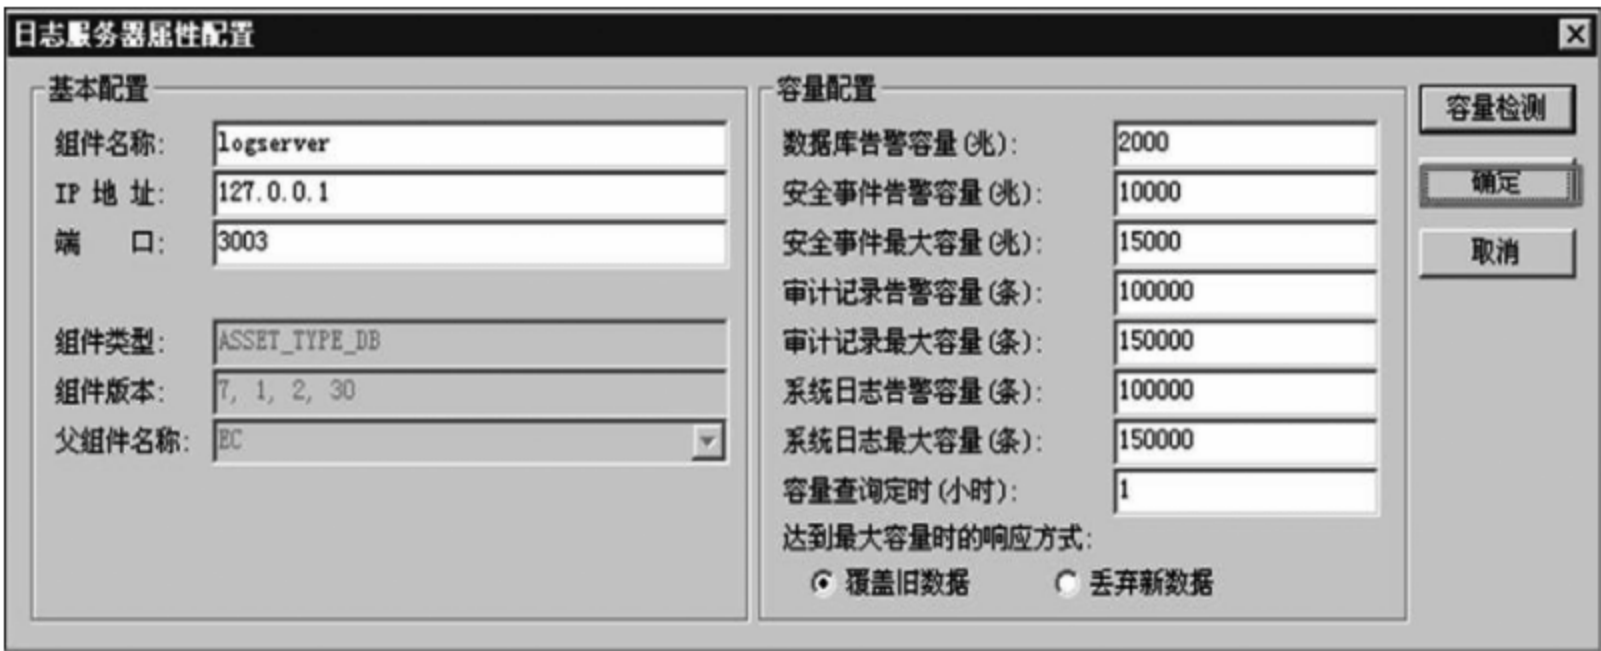 日志服务器属性配置
基本配置
组件名称: logserver
IP 地 址: 127.0.0.1
端 口: 3003
组件类型: ASSET_TYPE_DB
组件版本: 7, 1, 2, 30
父组件名称: EC
容量配置
数据库告警容量(兆): 2000
安全事件告警容量(兆): 10000
安全事件最大容量(兆): 15000
审计记录告警容量(条): 100000
审计记录最大容量(条): 150000
系统日志告警容量(条): 100000
系统日志最大容量(条): 150000
容量查询定时(小时): 1
达到最大容量时的响应方式:
覆盖旧数据 丢弃新数据
容量检测
确定
取消